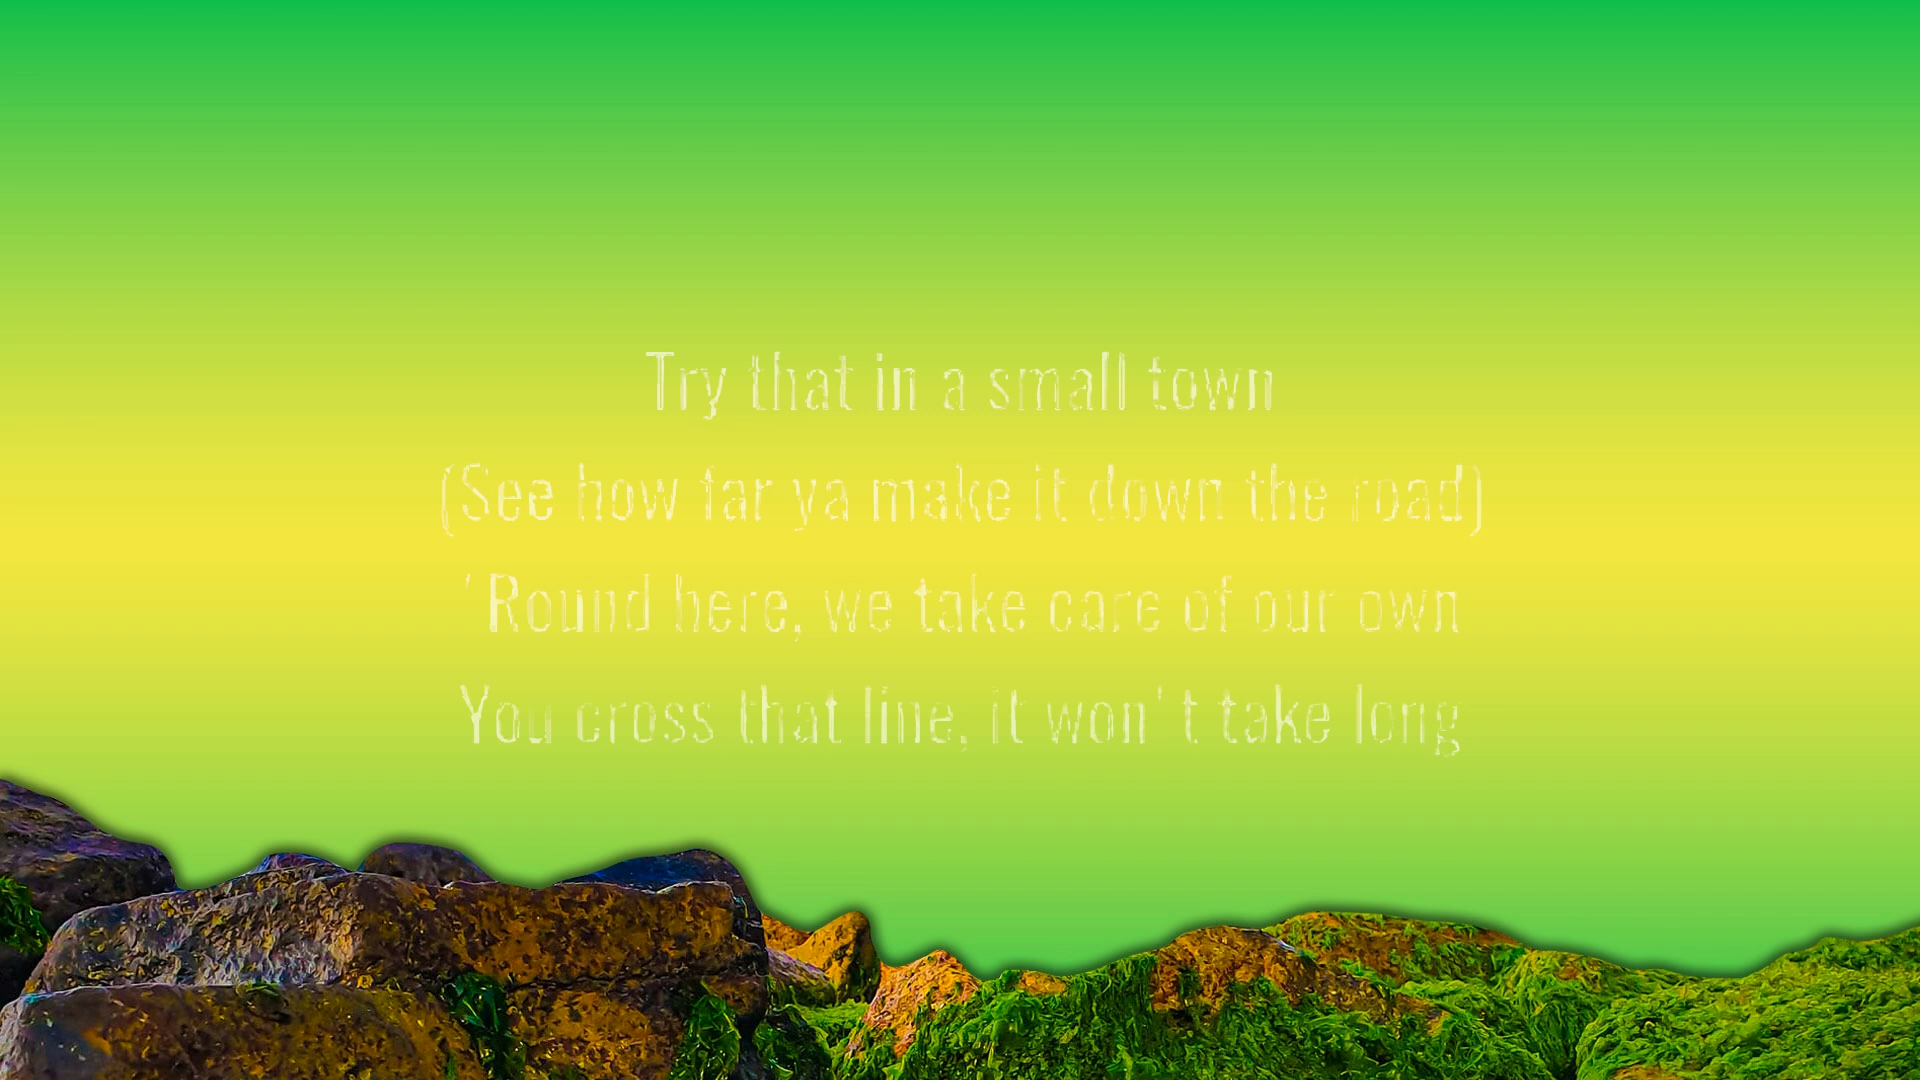 Try that in a small town
(See how far ya make it down the road)
'Round here, we take care of our own
You cross that line, it won't take long